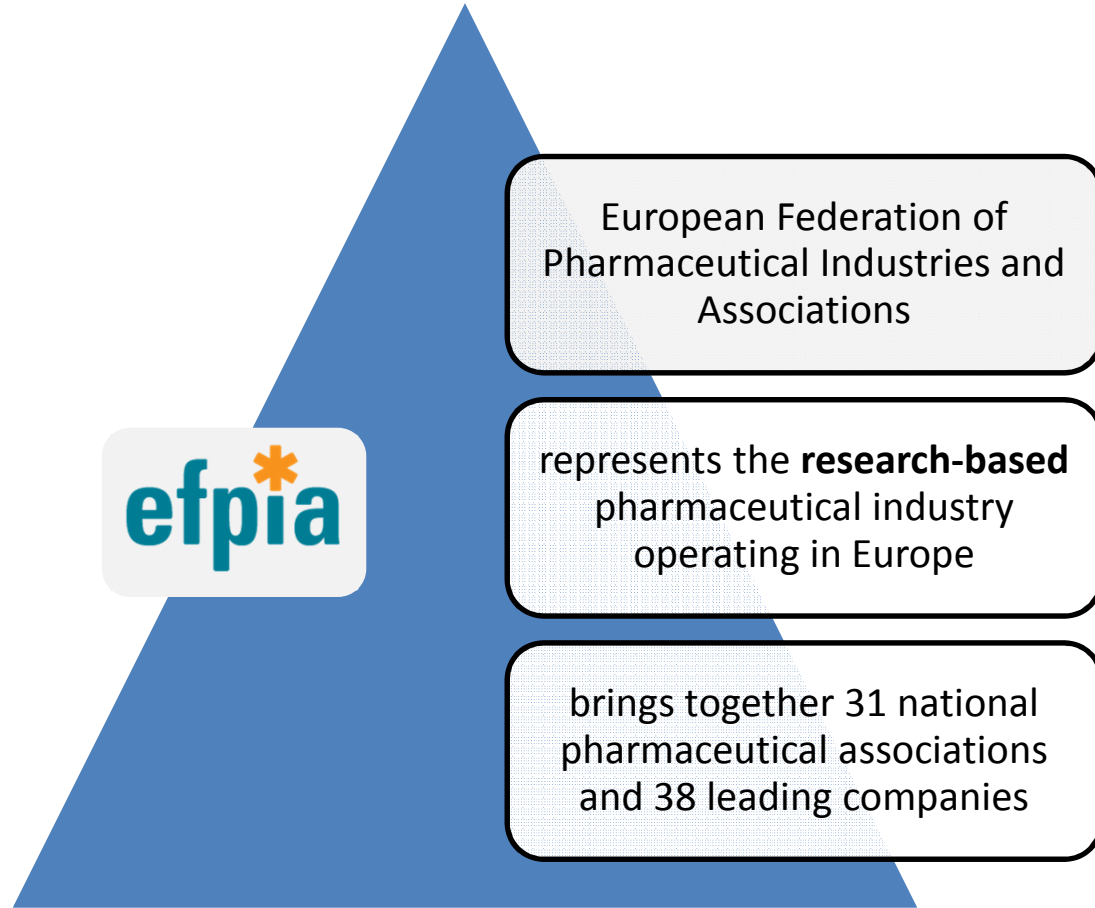 efpia
European Federation of
Pharmaceutical Industries and
Associations
represents the research-based
pharmaceutical industry
operating in Europe
brings together 31 national
pharmaceutical associations
and 38 leading companies